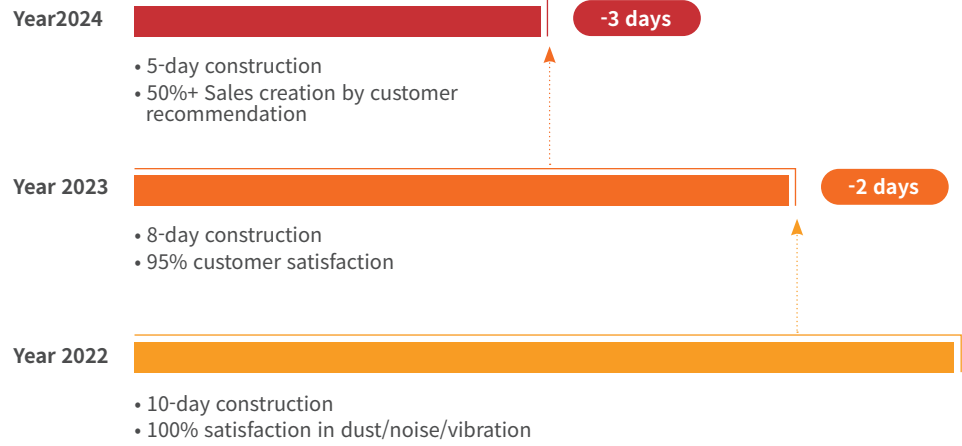 Year2024
-3 days
• 5-day construction
• 50%+ Sales creation by customer
recommendation
Year 2023
-2 days
• 8-day construction
• 95% customer satisfaction
Year 2022
• 10-day construction
• 100% satisfaction in dust/noise/vibration